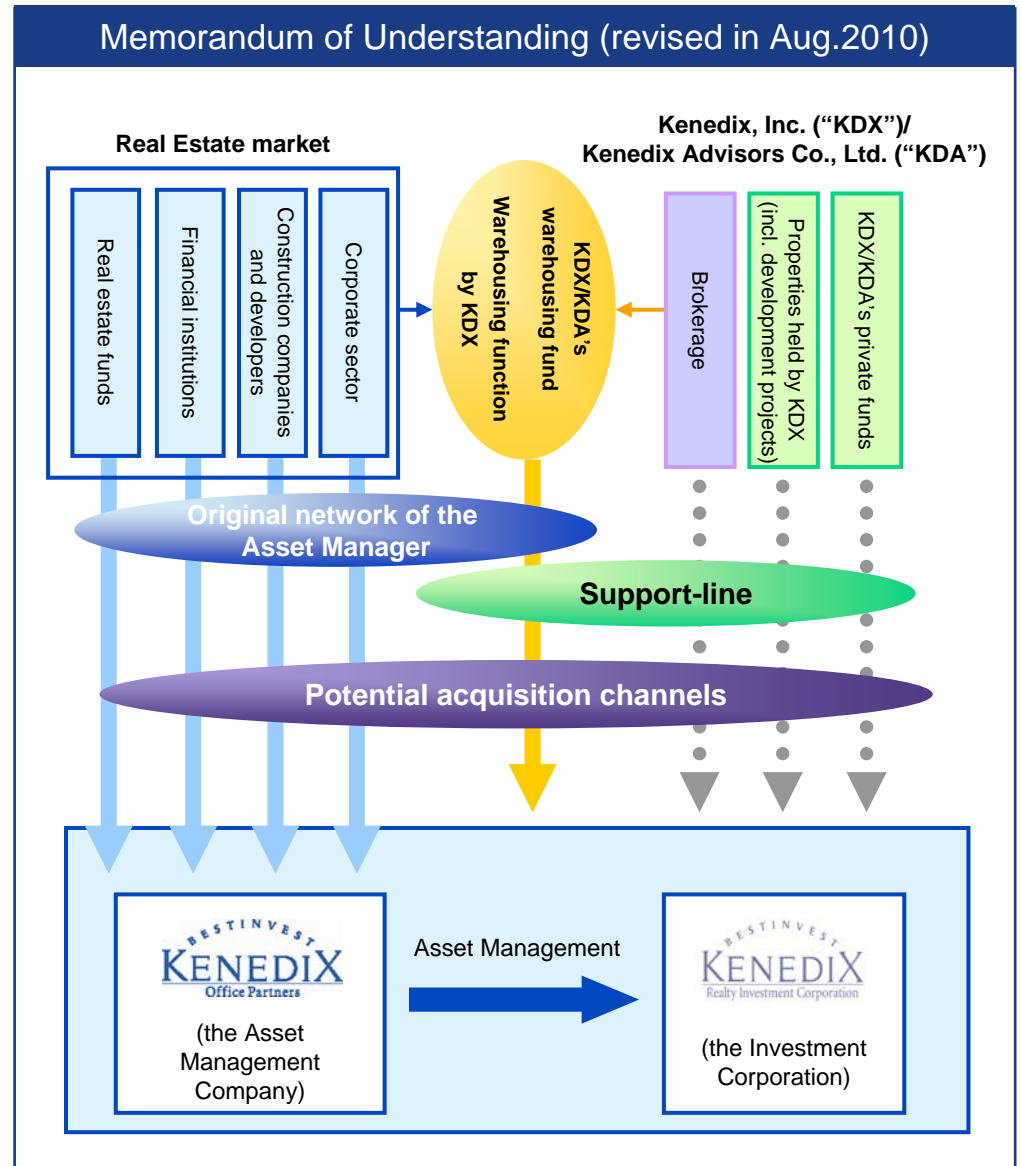 Memorandum of Understanding (revised in Aug.2010)
Real Estate market
Kenedix, Inc. (“KDX”)/
Kenedix Advisors Co., Ltd. (“KDA”)
Real estate funds
Financial institutions
Construction companies
and developers
Corporate sector
KDX/KDA’s
warehousing fund
Warehousing function
by KDX
Brokerage
Properties held by KDX
(incl. development projects)
KDX/KDA’s private funds
Original network of the
Asset Manager
Support-line
Potential acquisition channels
BESTINVEST
KENEDIX
Office Partners
(the Asset
Management
Company)
Asset Management
BESTINVEST
KENEDIX
Realty Investment Corporation
(the Investment
Corporation)